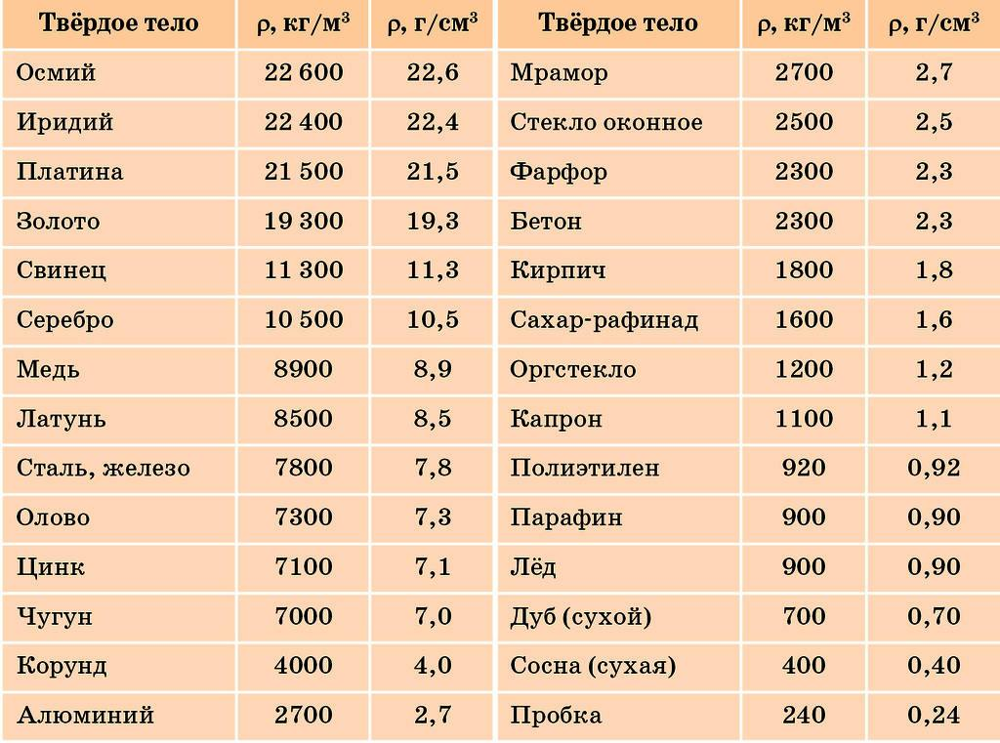 Твёрдое тело ρ, кг/м³ ρ, г/см³ Твёрдое тело ρ, кг/м³ ρ, г/см³
Осмий 22 600 22,6 Мрамор 2700 2,7
Иридий 22 400 22,4 Стекло оконное 2500 2,5
Платина 21 500 21,5 Фарфор 2300 2,3
Золото 19 300 19,3 Бетон 2300 2,3
Свинец 11 300 11,3 Кирпич 1800 1,8
Серебро 10 500 10,5 Сахар-рафинад 1600 1,6
Медь 8900 8,9 Оргстекло 1200 1,2
Латунь 8500 8,5 Капрон 1100 1,1
Сталь, железо 7800 7,8 Полиэтилен 920 0,92
Олово 7300 7,3 Парафин 900 0,90
Цинк 7100 7,1 Лёд 900 0,90
Чугун 7000 7,0 Дуб (сухой) 700 0,70
Корунд 4000 4,0 Сосна (сухая) 400 0,40
Алюминий 2700 2,7 Пробка 240 0,24